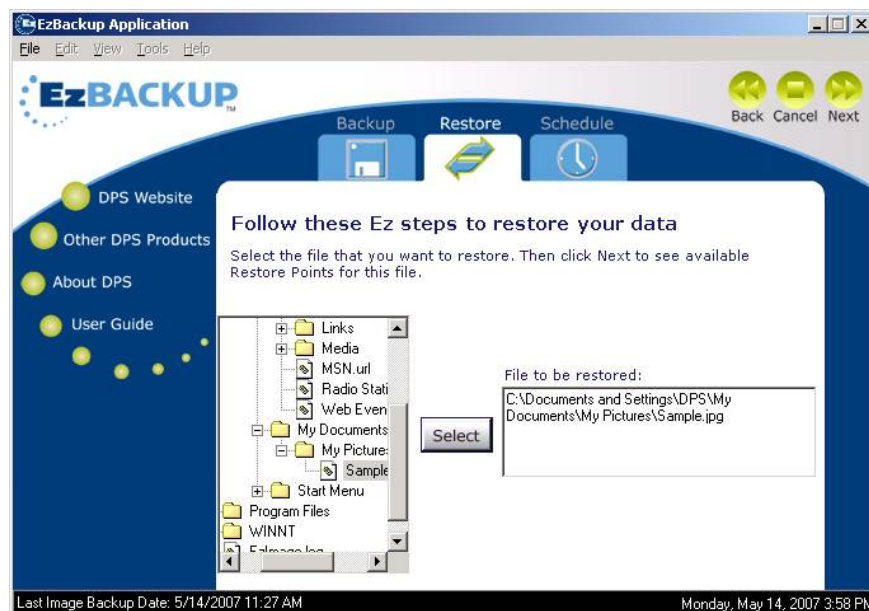 EzBackup Application
File Edit View Tools Help
EzBACKUP
TM
Back Cancel Next
Backup Restore Schedule
DPS Website
Other DPS Products
About DPS
User Guide
Follow these Ez steps to restore your data
Select the file that you want to restore. Then click Next to see available
Restore Points for this file.
Links
Media
MSN.url
Radio Stati
Web Even
My Documents
My Picture
Sample
Start Menu
Program Files
WINNT
EzImage.log
Select
File to be restored:
C:\Documents and Settings\DPS\My
Documents\My Pictures\Sample.jpg
Last Image Backup Date: 5/14/2007 11:27 AM
Monday, May 14, 2007 3:58 PM